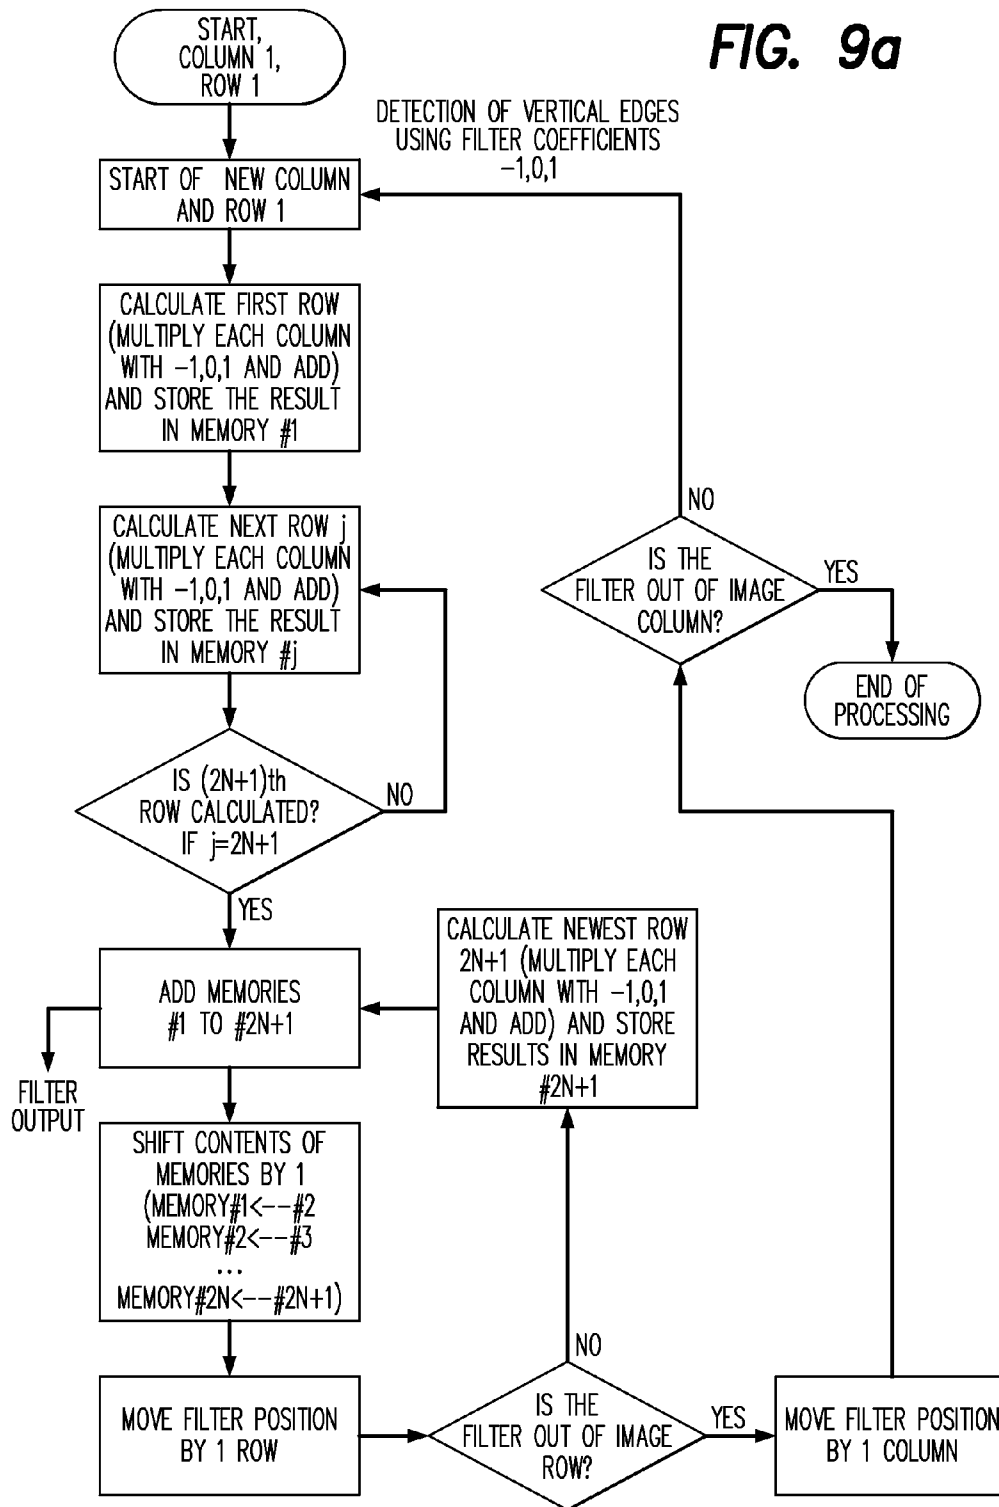 FIG. 9a
START,
COLUMN 1,
ROW 1
DETECTION OF VERTICAL EDGES
USING FILTER COEFFICIENTS
-1,0,1
START OF NEW COLUMN
AND ROW 1
CALCULATE FIRST ROW
(MULTIPLY EACH COLUMN
WITH -1,0,1 AND ADD)
AND STORE THE RESULT
IN MEMORY #1
CALCULATE NEXT ROW j
(MULTIPLY EACH COLUMN
WITH -1,0,1 AND ADD)
AND STORE THE RESULT
IN MEMORY #j
IS (2N+1)th
ROW CALCULATED?
IF j=2N+1
NO
YES
ADD MEMORIES
#1 TO #2N+1
FILTER
OUTPUT
SHIFT CONTENTS OF
MEMORIES BY 1
(MEMORY#1<--#2
MEMORY#2<--#3
...
MEMORY#2N<--#2N+1)
MOVE FILTER POSITION
BY 1 ROW
IS THE
FILTER OUT OF IMAGE
ROW?
NO
YES
CALCULATE NEWEST ROW
2N+1 (MULTIPLY EACH
COLUMN WITH -1,0,1
AND ADD) AND STORE
RESULTS IN MEMORY
#2N+1
MOVE FILTER POSITION
BY 1 COLUMN
IS THE
FILTER OUT OF IMAGE
COLUMN?
NO
YES
END OF
PROCESSING